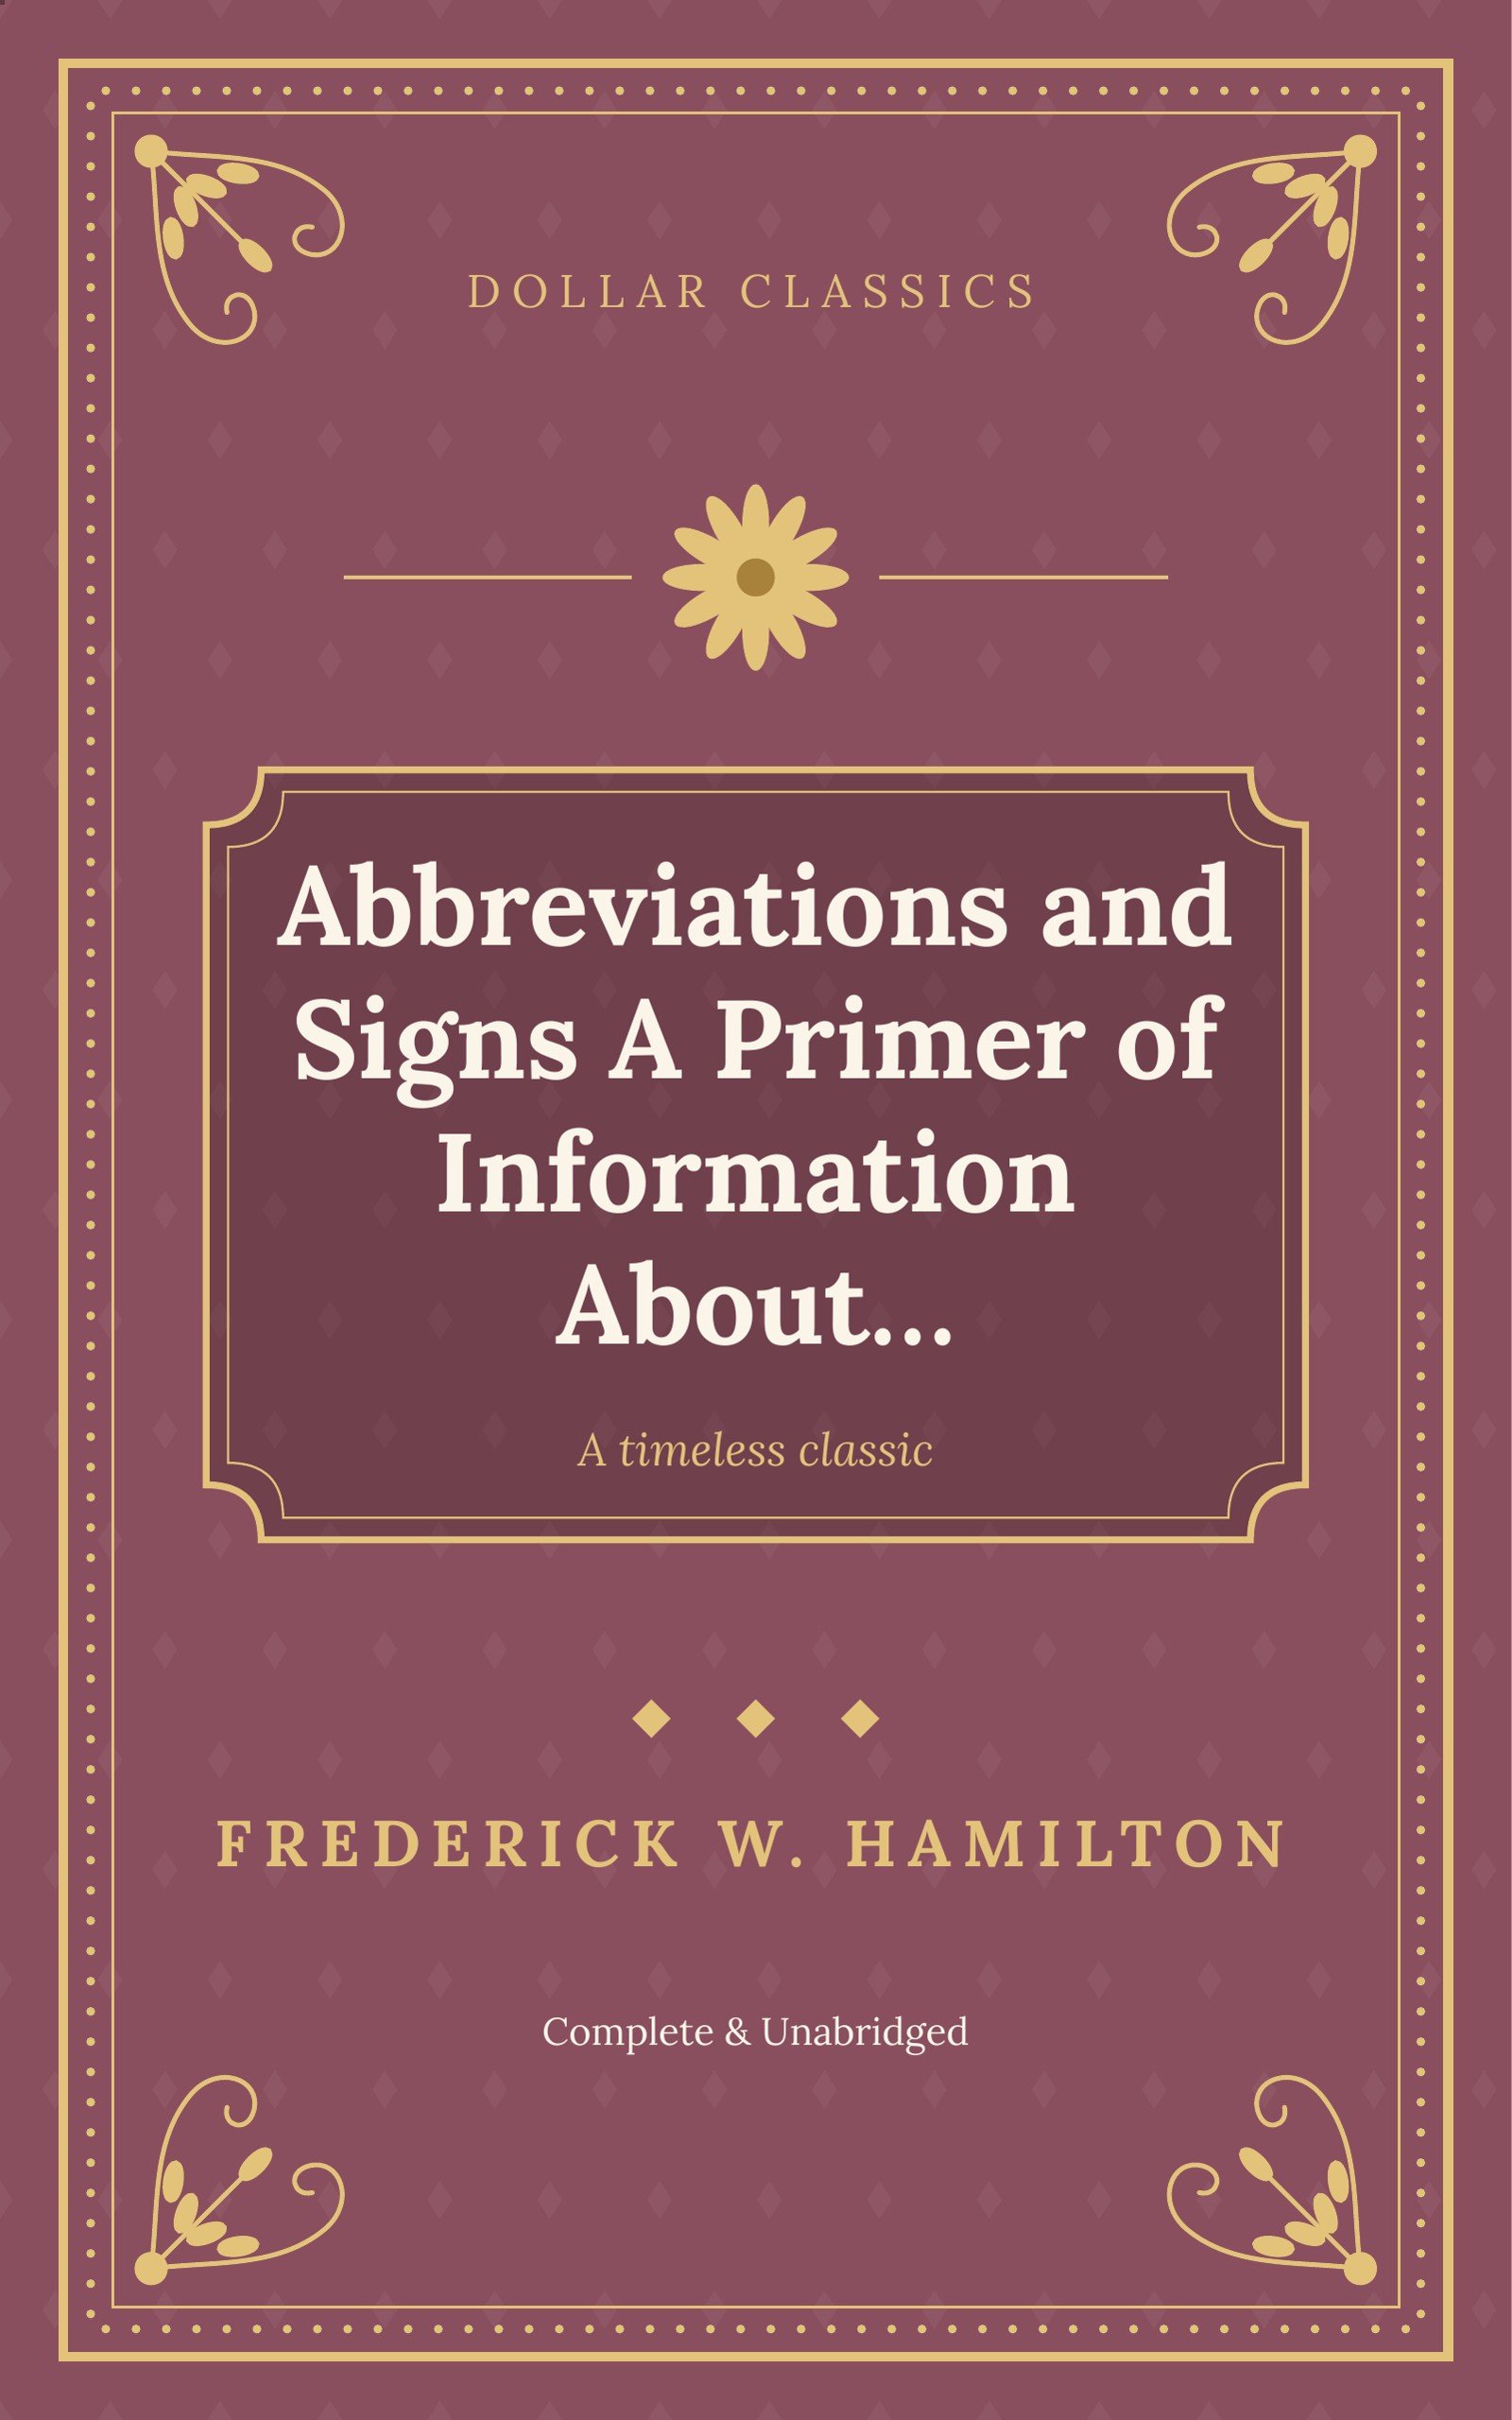 DOLLAR CLASSICS
Abbreviations and
Signs A Primer of
Information
About...
A timeless classic
FREDERICK W. HAMILTON
Complete & Unabridged